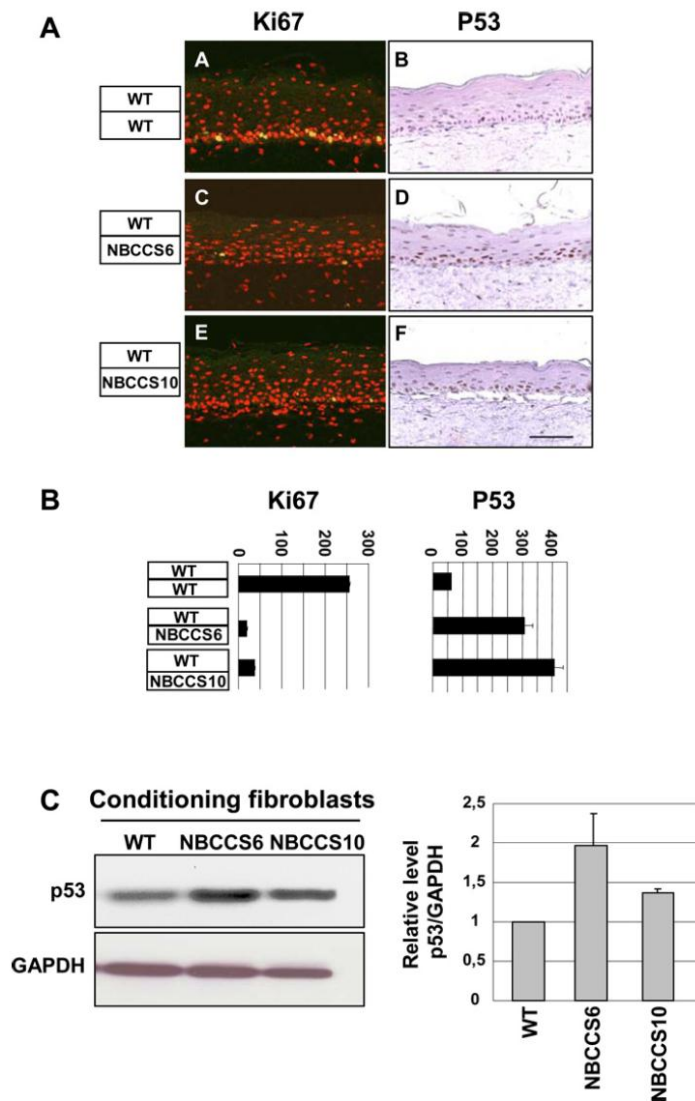 A
Ki67
P53
A
B
WT
WT
C
D
WT
NBCCS6
E
F
WT
NBCCS10
B
Ki67
P53
0
100
200
300
0
100
200
300
400
WT
WT
WT
NBCCS6
WT
NBCCS10
C
Conditioning fibroblasts
WT NBCCS6 NBCCS10
p53
GAPDH
Relative level
p53/GAPDH
2,5
2
1,5
1
0,5
0
WT
NBCCS6
NBCCS10